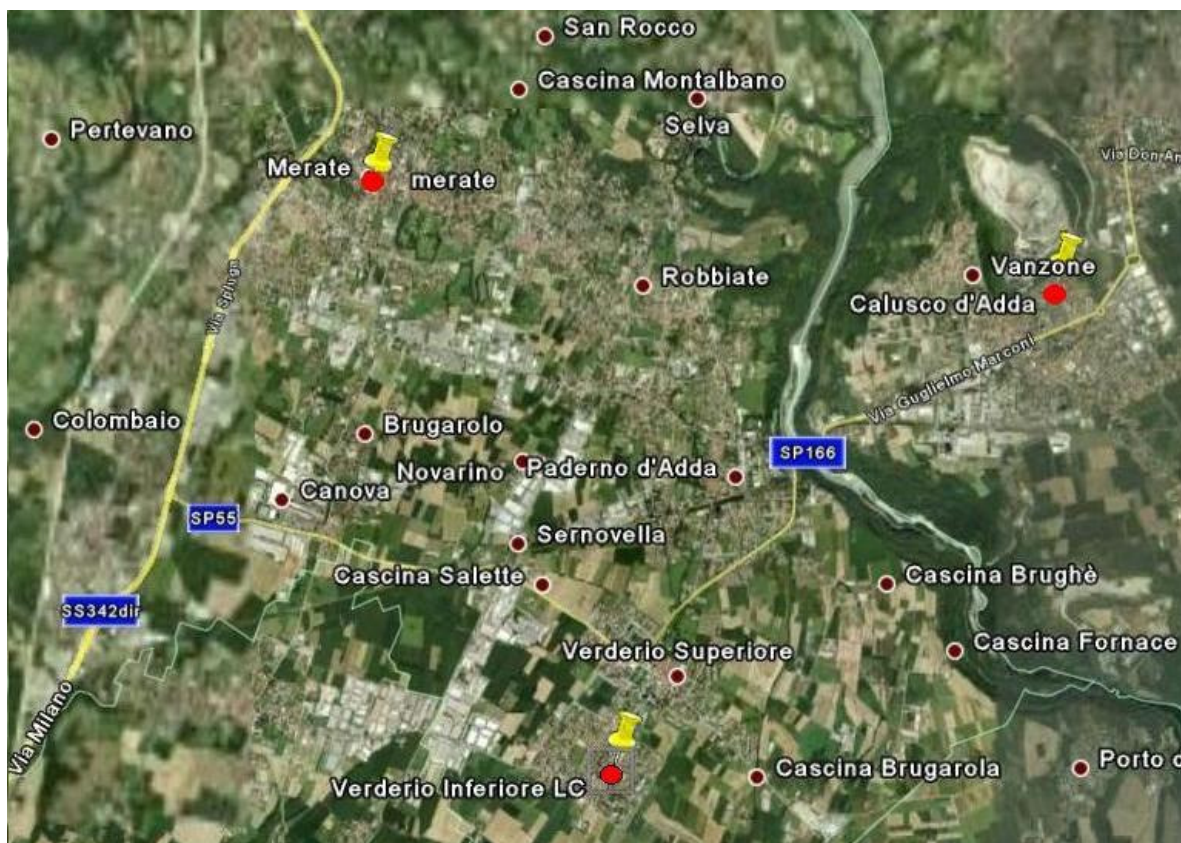 San Rocco
Cascina Montalbano
Selva
Pertevano
Via Don An
Merate
merate
Vanzone
Robbiate
Calusco d'Adda
Via Spluga
Via Guglielmo Marconi
Colombaio
Brugarolo
SP166
Novarino
Paderno d'Adda
Canova
SP55
Sernovella
Cascina Salette
Cascina Brughè
SS342dir
Cascina Fornace
Verderio Superiore
Via Milano
Porto d
Cascina Brugarola
Verderio Inferiore LC